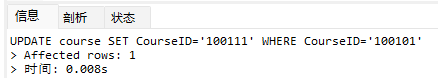 信息 剖析 状态
UPDATE course SET CourseID='100111' WHERE CourseID='100101'
> Affected rows: 1
> 时间: 0.008s